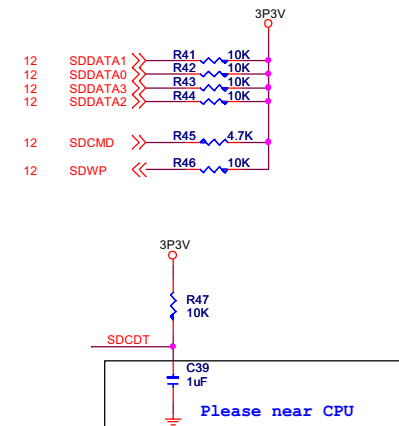 3P3V
12 SDDATA1 R41 10K
12 SDDATA0 R42 10K
12 SDDATA3 R43 10K
12 SDDATA2 R44 10K
12 SDCMD R45 4.7K
12 SDWP R46 10K
3P3V
R47
10K
SDCDT
C39
1uF
Please near CPU